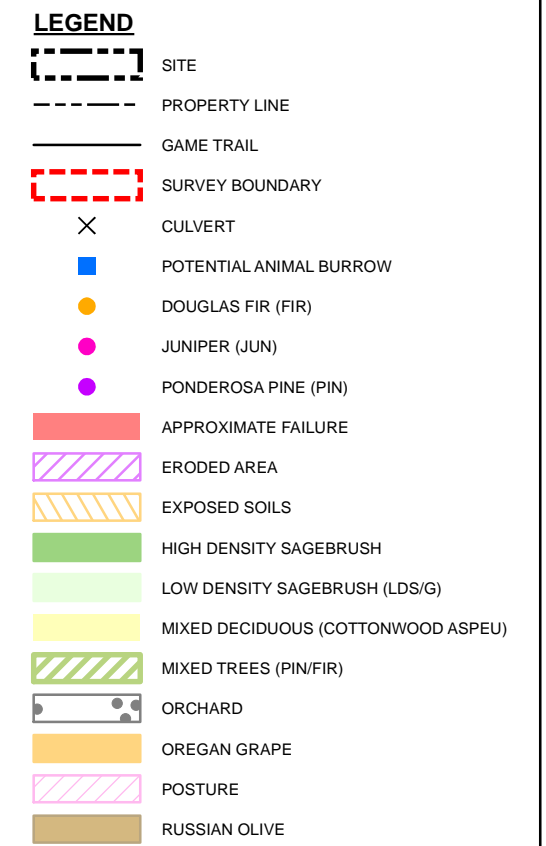 LEGEND
SITE
PROPERTY LINE
GAME TRAIL
SURVEY BOUNDARY
CULVERT
POTENTIAL ANIMAL BURROW
DOUGLAS FIR (FIR)
JUNIPER (JUN)
PONDEROSA PINE (PIN)
APPROXIMATE FAILURE
ERODED AREA
EXPOSED SOILS
HIGH DENSITY SAGEBRUSH
LOW DENSITY SAGEBRUSH (LDS/G)
MIXED DECIDUOUS (COTTONWOOD ASPEU)
MIXED TREES (PIN/FIR)
ORCHARD
OREGAN GRAPE
POSTURE
RUSSIAN OLIVE